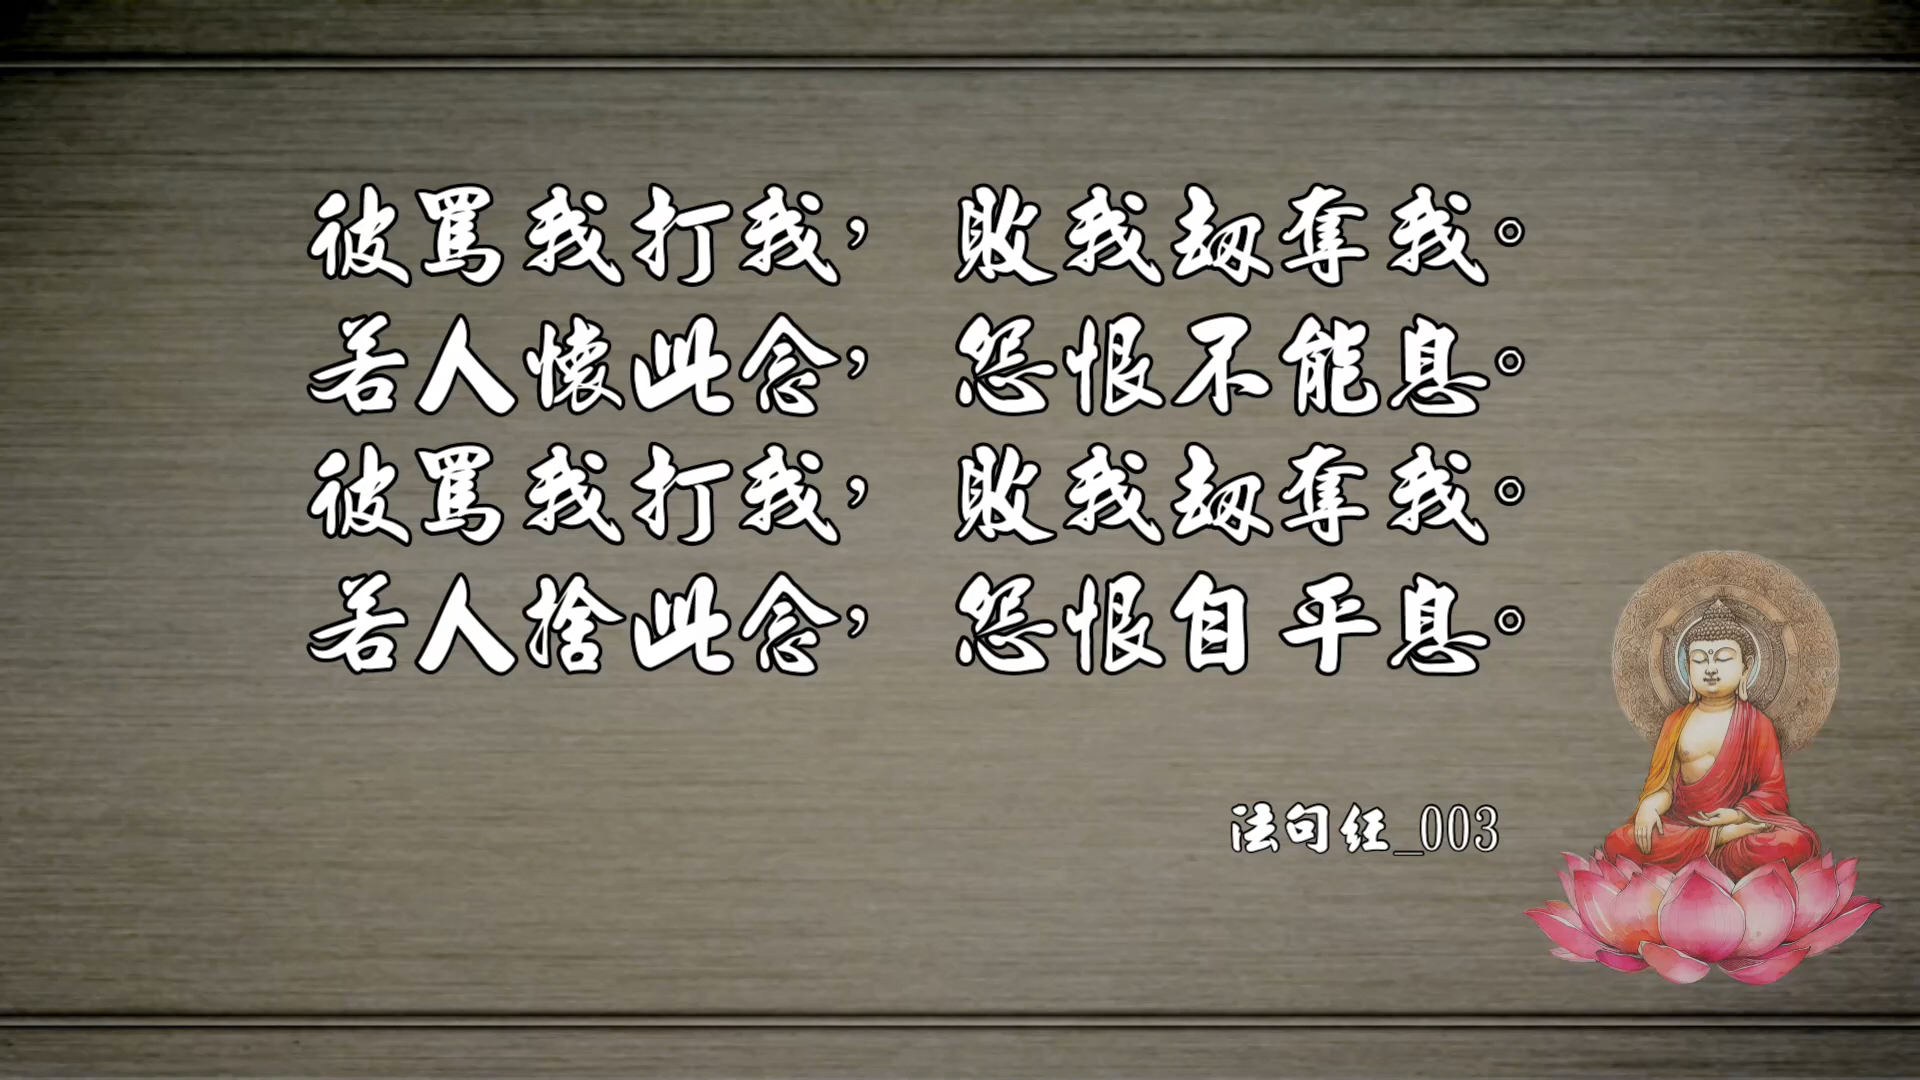 彼罵我打我，敗我劫奪我。
若人懷此念，怨恨不能息。
彼罵我打我，敗我劫奪我。
若人捨此念，怨恨自平息。
法句经_003